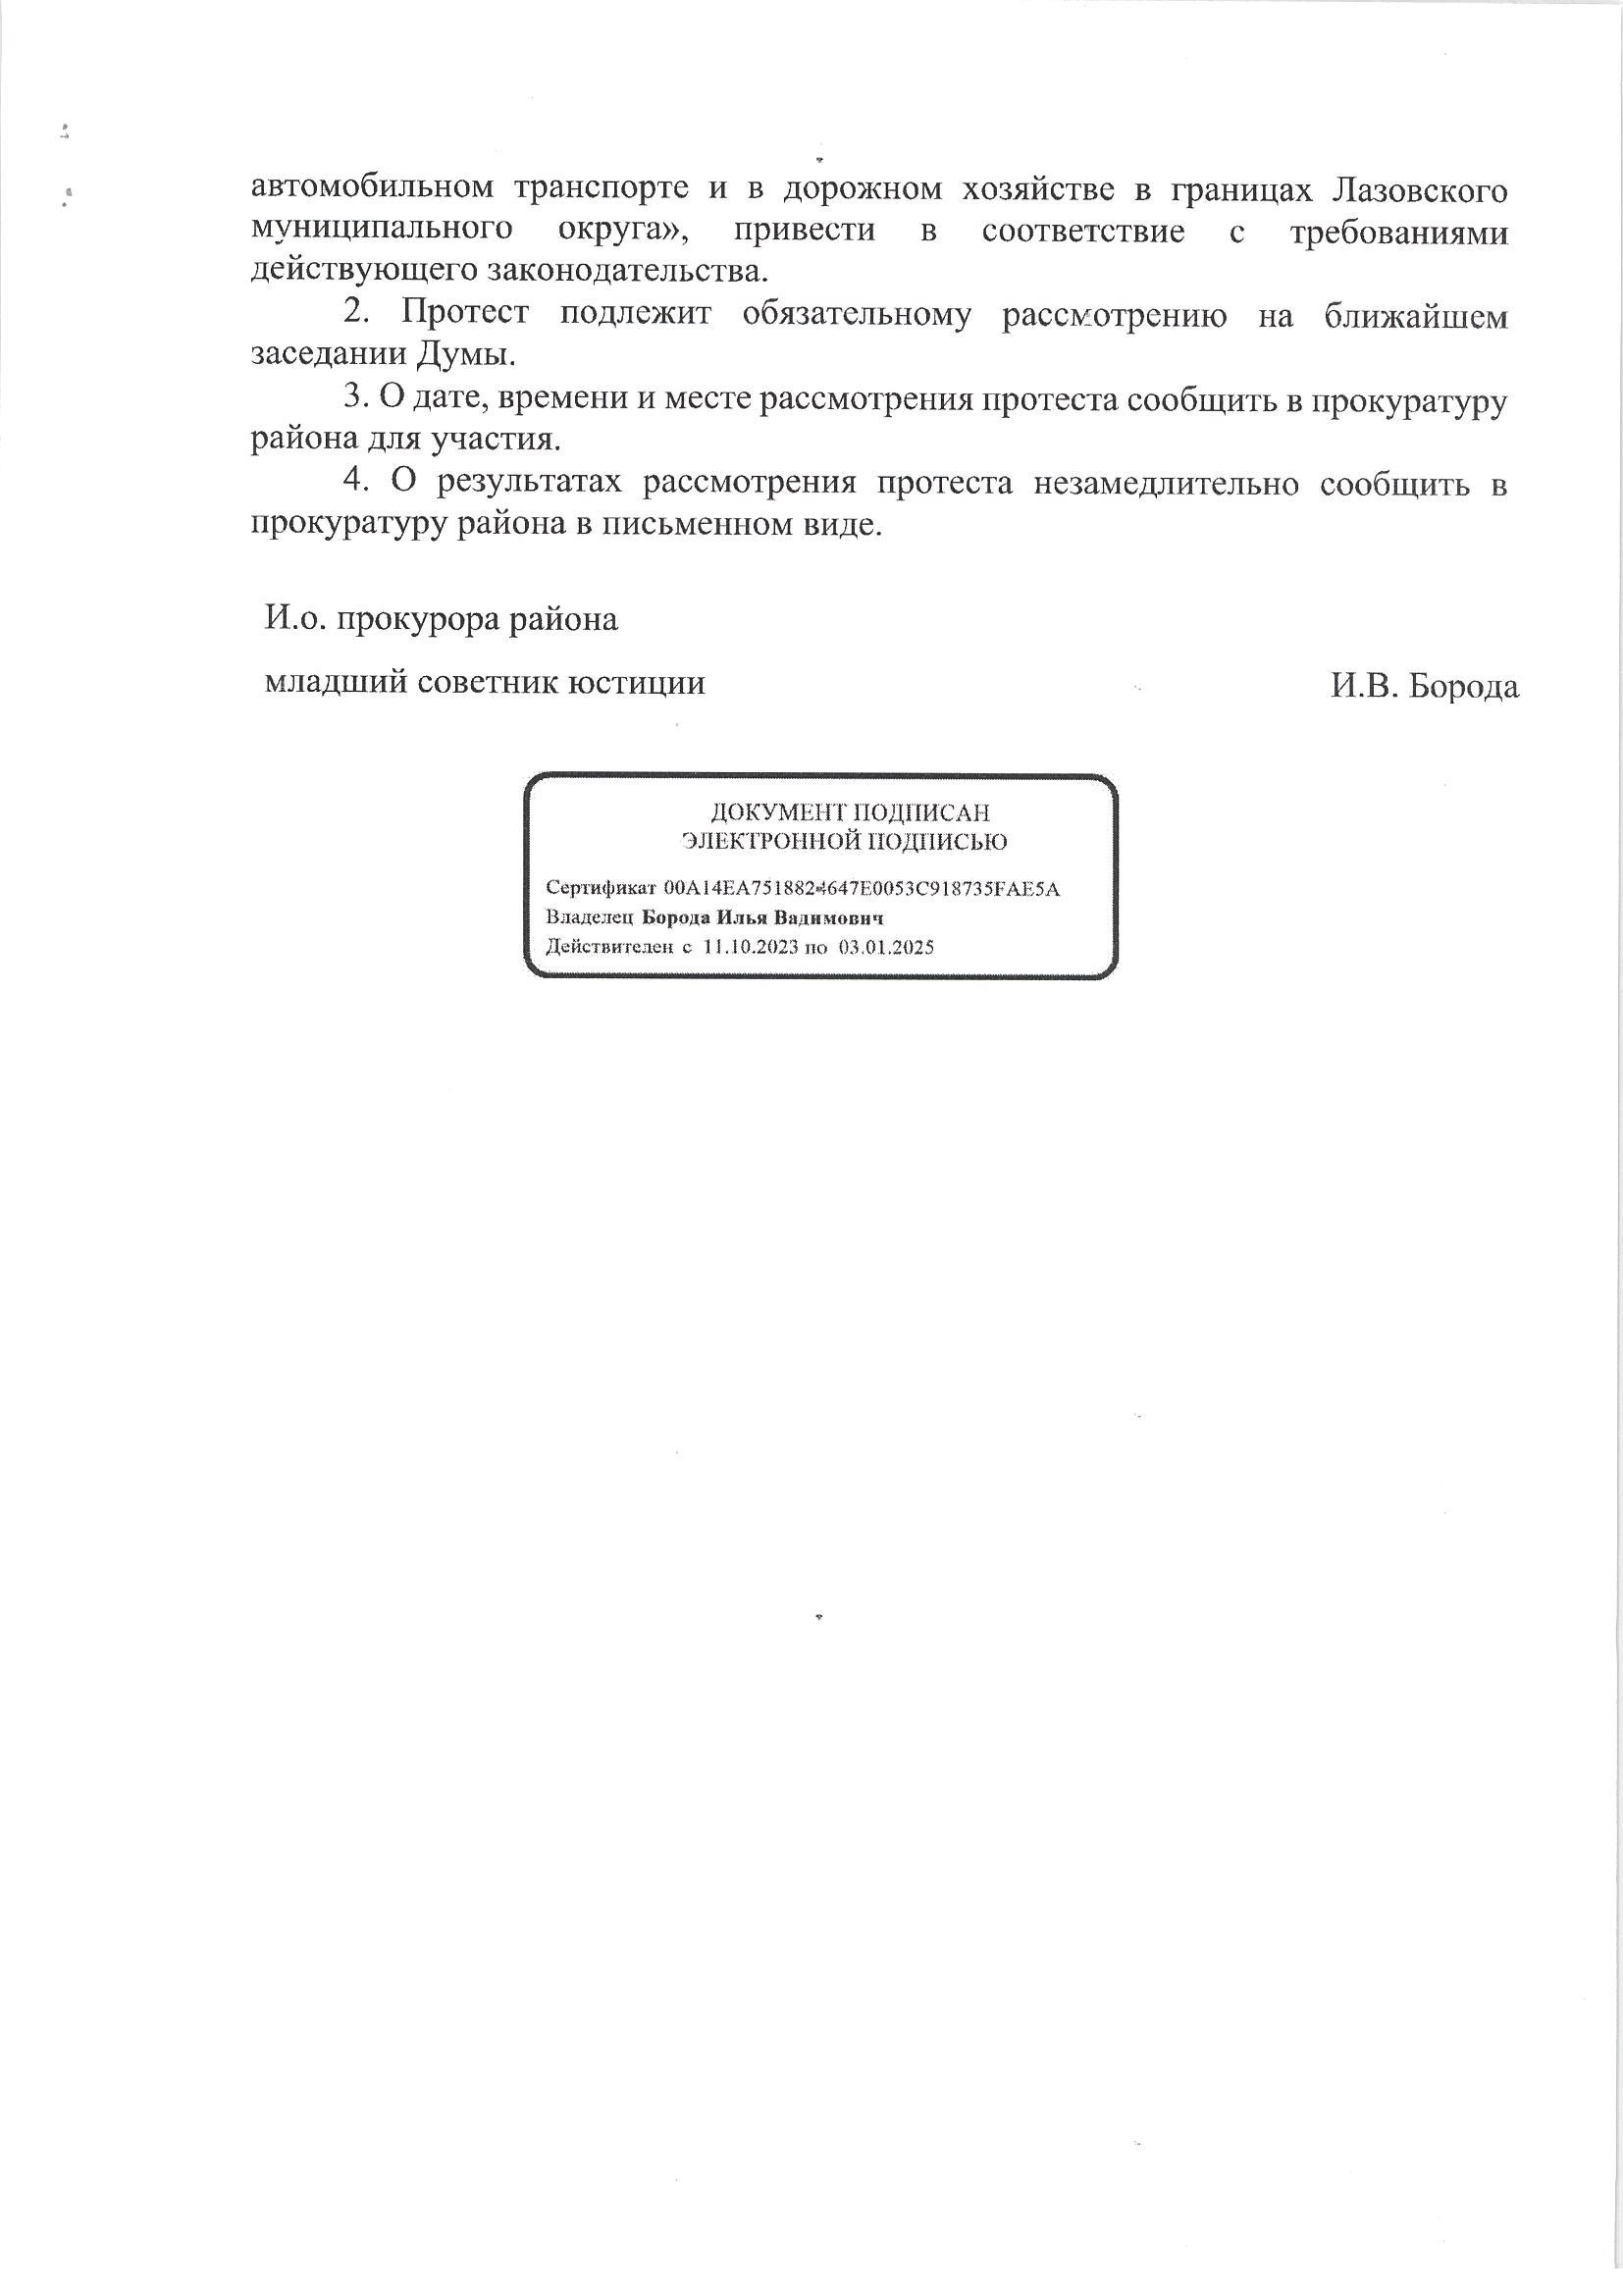 автомобильном транспорте и в дорожном хозяйстве в границах Лазовского
муниципального округа», привести в соответствие с требованиями
действующего законодательства.
2. Протест подлежит обязательному рассмотрению на ближайшем
заседании Думы.
3. О дате, времени и месте рассмотрения протеста сообщить в прокуратуру
района для участия.
4. О результатах рассмотрения протеста незамедлительно сообщить в
прокуратуру района в письменном виде.
И.о. прокурора района
младший советник юстиции И.В. Борода
ДОКУМЕНТ ПОДПИСАН
ЭЛЕКТРОННОЙ ПОДПИСЬЮ
Сертификат 00A14EA7518824647E0053C918735FAE5A
Владелец Борода Илья Вадимович
Действителен с 11.10.2023 по 03.01.2025